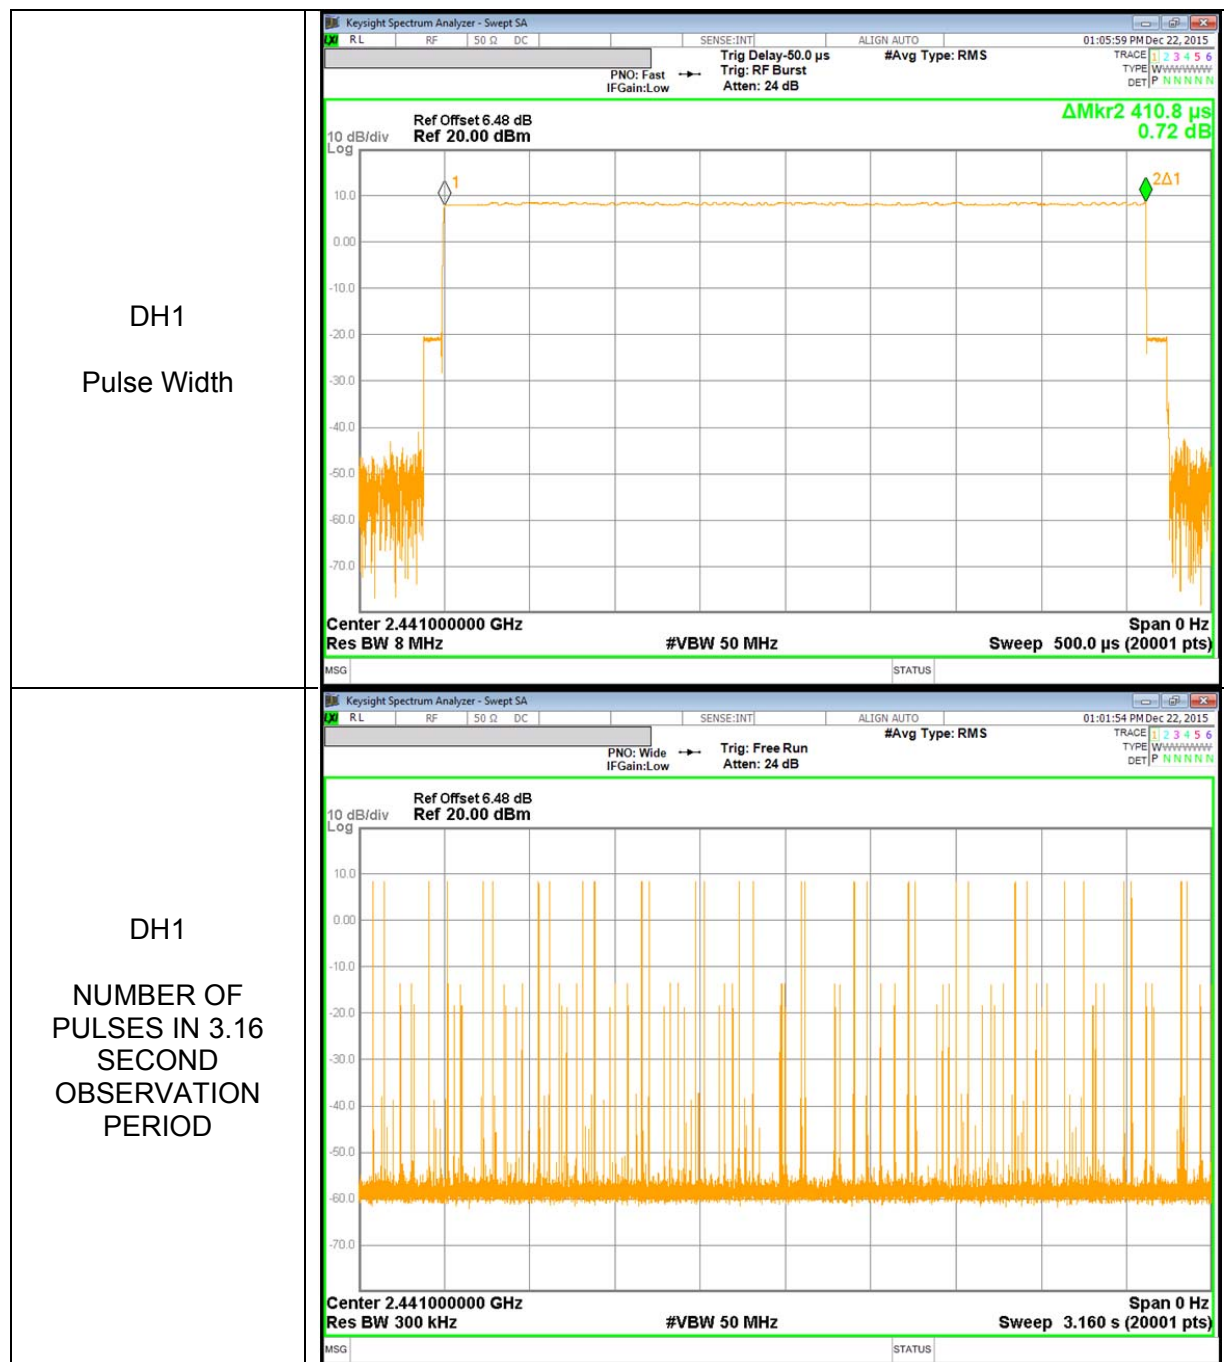 DH1
Pulse Width
Keysight Spectrum Analyzer - Swept SA
LXI RL RF 50 Ω DC SENSE:INT ALIGN AUTO 01:05:59 PM Dec 22, 2015
Trig Delay-50.0 µs #Avg Type: RMS TRACE 1 2 3 4 5 6
PNO: Fast Trig: RF Burst TYPE WWWWWWW
IFGain:Low Atten: 24 dB DET P N N N N N
ΔMkr2 410.8 µs
0.72 dB
Ref Offset 6.48 dB
10 dB/div Ref 20.00 dBm
Log
1
2Δ1
10.0
0.00
-10.0
-20.0
-30.0
-40.0
-50.0
-60.0
-70.0
Center 2.441000000 GHz Span 0 Hz
Res BW 8 MHz #VBW 50 MHz Sweep 500.0 µs (20001 pts)
MSG STATUS
DH1
NUMBER OF
PULSES IN 3.16
SECOND
OBSERVATION
PERIOD
Keysight Spectrum Analyzer - Swept SA
LXI RL RF 50 Ω DC SENSE:INT ALIGN AUTO 01:01:54 PM Dec 22, 2015
#Avg Type: RMS TRACE 1 2 3 4 5 6
PNO: Wide Trig: Free Run TYPE WWWWWWW
IFGain:Low Atten: 24 dB DET P N N N N N
Ref Offset 6.48 dB
10 dB/div Ref 20.00 dBm
Log
10.0
0.00
-10.0
-20.0
-30.0
-40.0
-50.0
-60.0
-70.0
Center 2.441000000 GHz Span 0 Hz
Res BW 300 kHz #VBW 50 MHz Sweep 3.160 s (20001 pts)
MSG STATUS